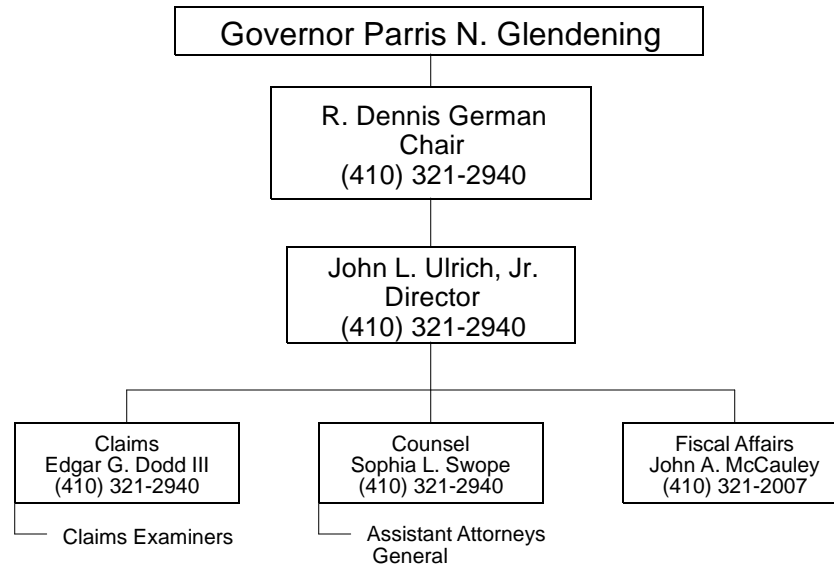 Governor Parris N. Glendening
R. Dennis German
Chair
(410) 321-2940
John L. Ulrich, Jr.
Director
(410) 321-2940
Claims
Edgar G. Dodd III
(410) 321-2940
Claims Examiners
Counsel
Sophia L. Swope
(410) 321-2940
Assistant Attorneys
General
Fiscal Affairs
John A. McCauley
(410) 321-2007